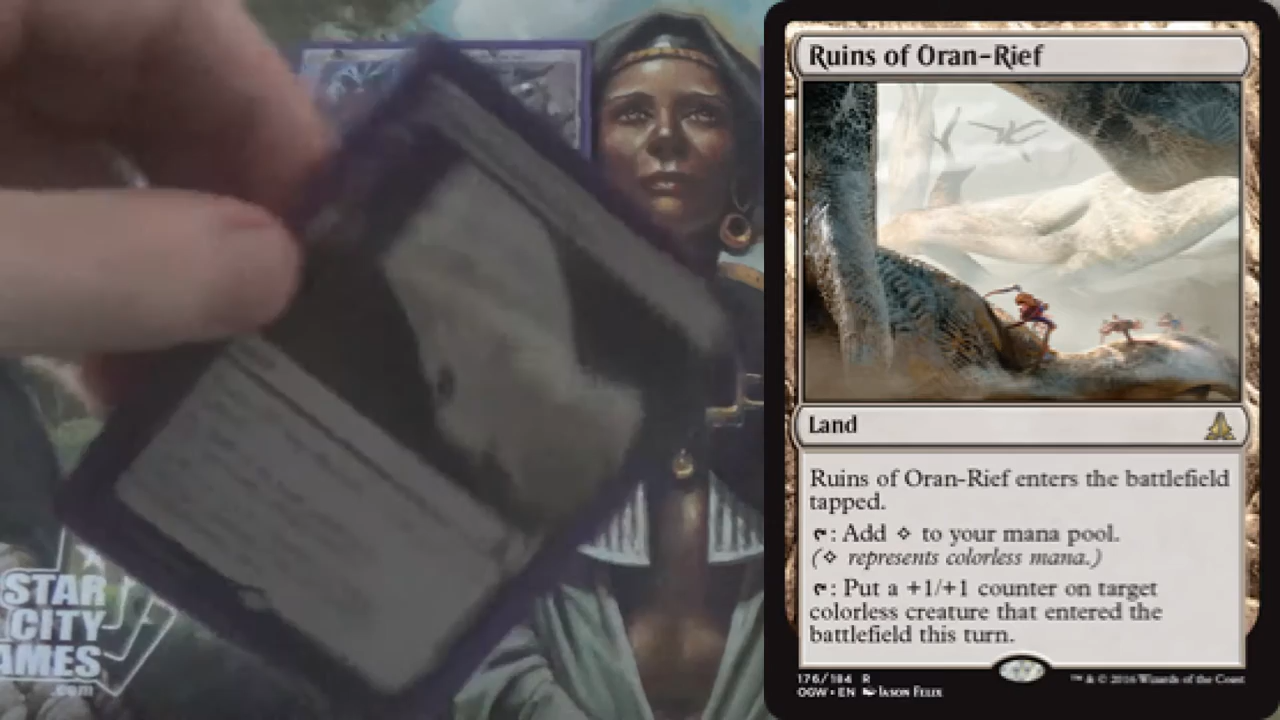 STAR
CITY
AMES
.com
Ruins of Oran-Rief
Land
Ruins of Oran-Rief enters the battlefield
tapped.
: Add to your mana pool.
( represents colorless mana.)
: Put a +1/+1 counter on target
colorless creature that entered the
battlefield this turn.
176/184 R
OGW • EN JASON FELIX
™ & © 2016 Wizards of the Coast